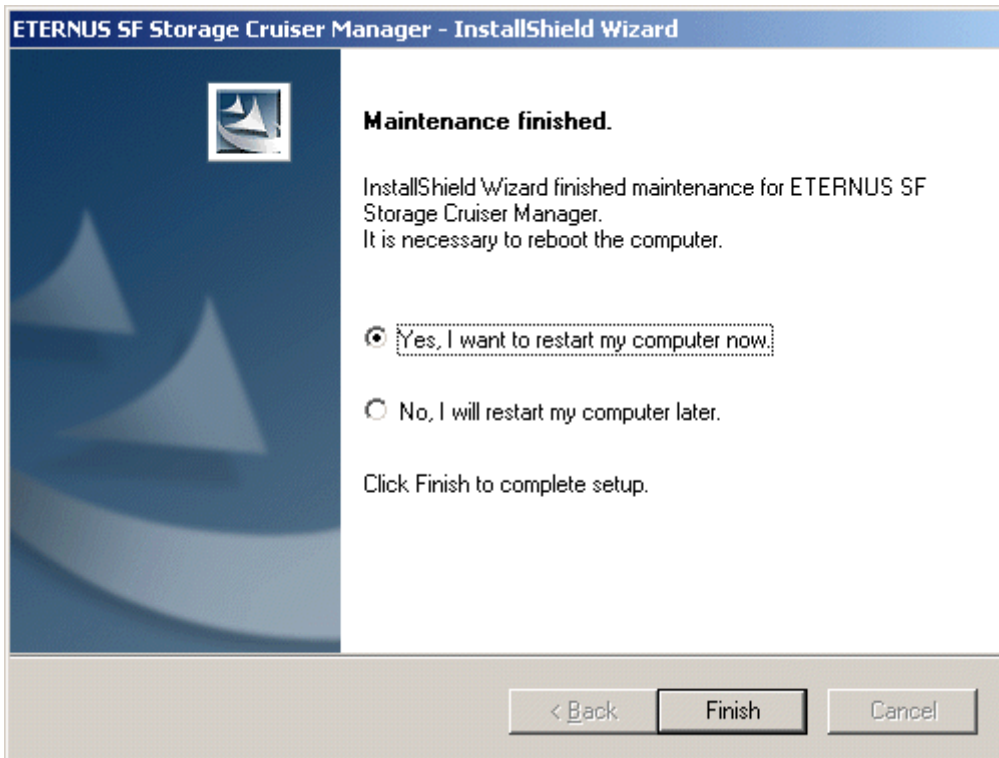 ETERNUS SF Storage Cruiser Manager - InstallShield Wizard
Maintenance finished.
InstallShield Wizard finished maintenance for ETERNUS SF
Storage Cruiser Manager.
It is necessary to reboot the computer.
Yes, I want to restart my computer now.
No, I will restart my computer later.
Click Finish to complete setup.
< Back Finish Cancel